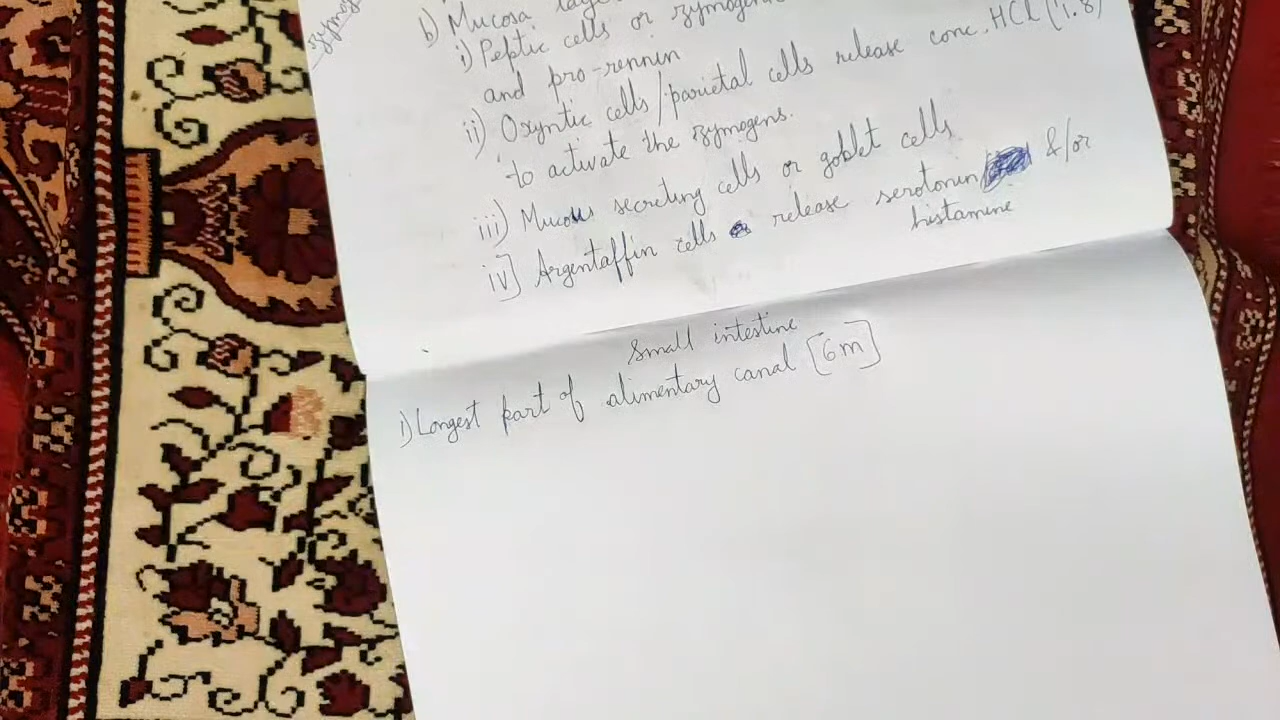 b) Mucosa
i) Peptic cells or zymogen
and pro-rennin
ii) Oxyntic cells/parietal cells release conc. HCl (1.8)
to activate the zymogens.
iii) Mucous secreting cells or goblet cells
iv] Argentaffin cells release serotonin &/or
histamine
Small intestine
i) Longest part of alimentary canal [6m]